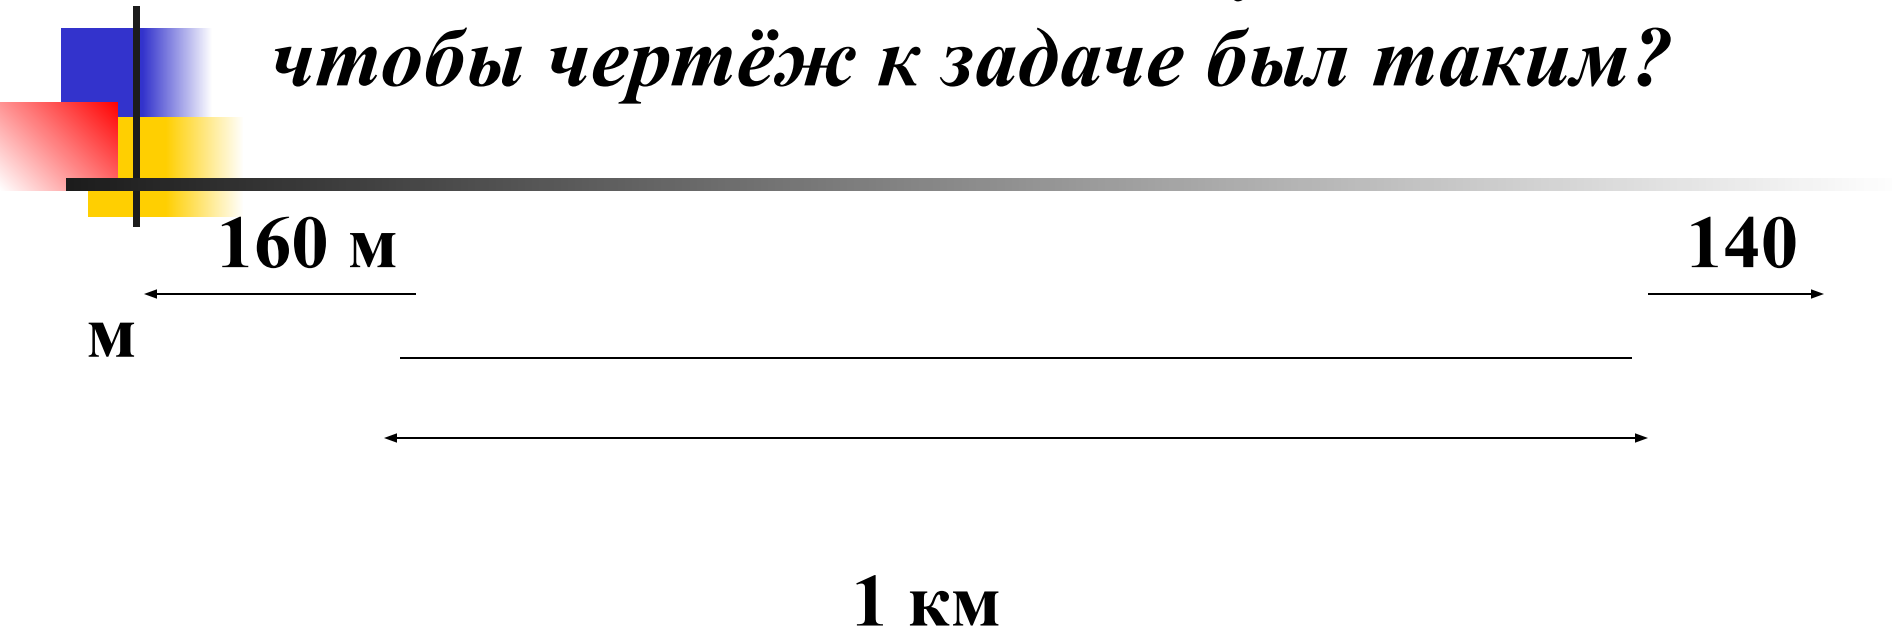 чтобы чертёж к задаче был таким?
160 м 140
м
1 км